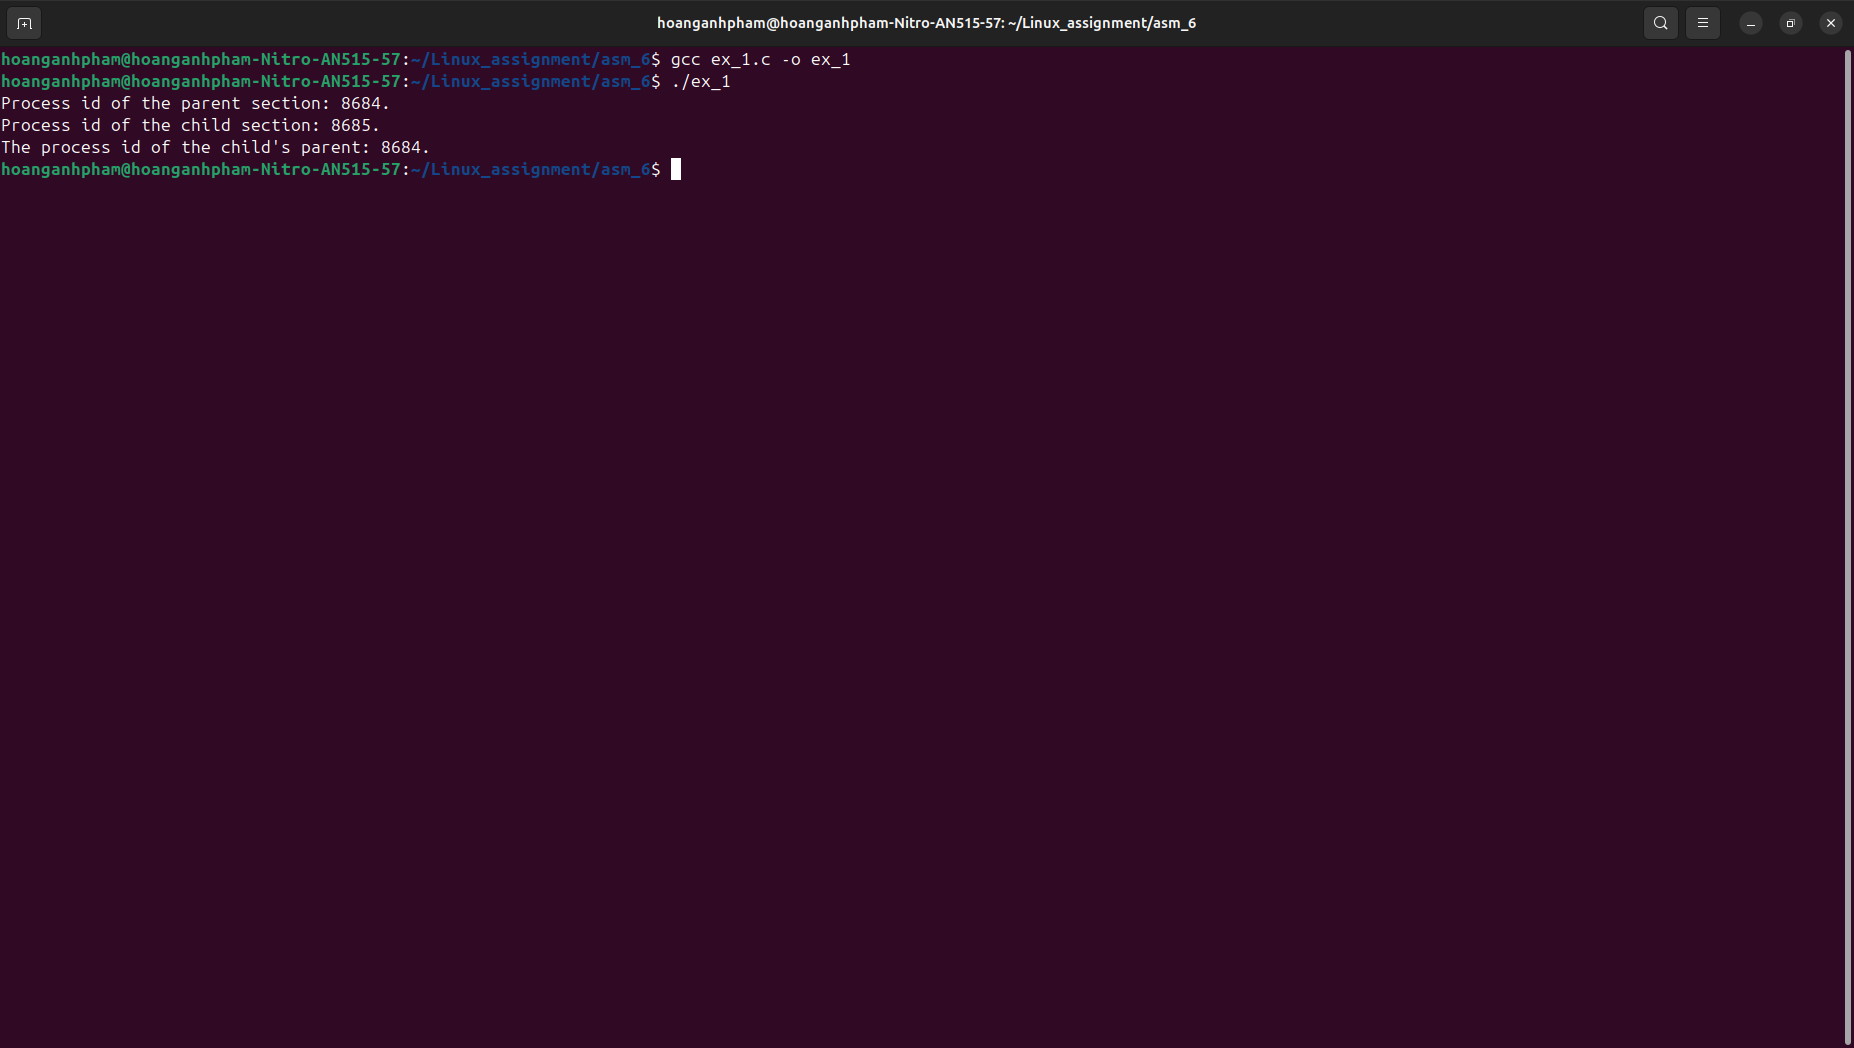 hoanganhpham@hoanganhpham-Nitro-AN515-57: ~/Linux_assignment/asm_6
hoanganhpham@hoanganhpham-Nitro-AN515-57:~/Linux_assignment/asm_6$ gcc ex_1.c -o ex_1
hoanganhpham@hoanganhpham-Nitro-AN515-57:~/Linux_assignment/asm_6$ ./ex_1
Process id of the parent section: 8684.
Process id of the child section: 8685.
The process id of the child's parent: 8684.
hoanganhpham@hoanganhpham-Nitro-AN515-57:~/Linux_assignment/asm_6$